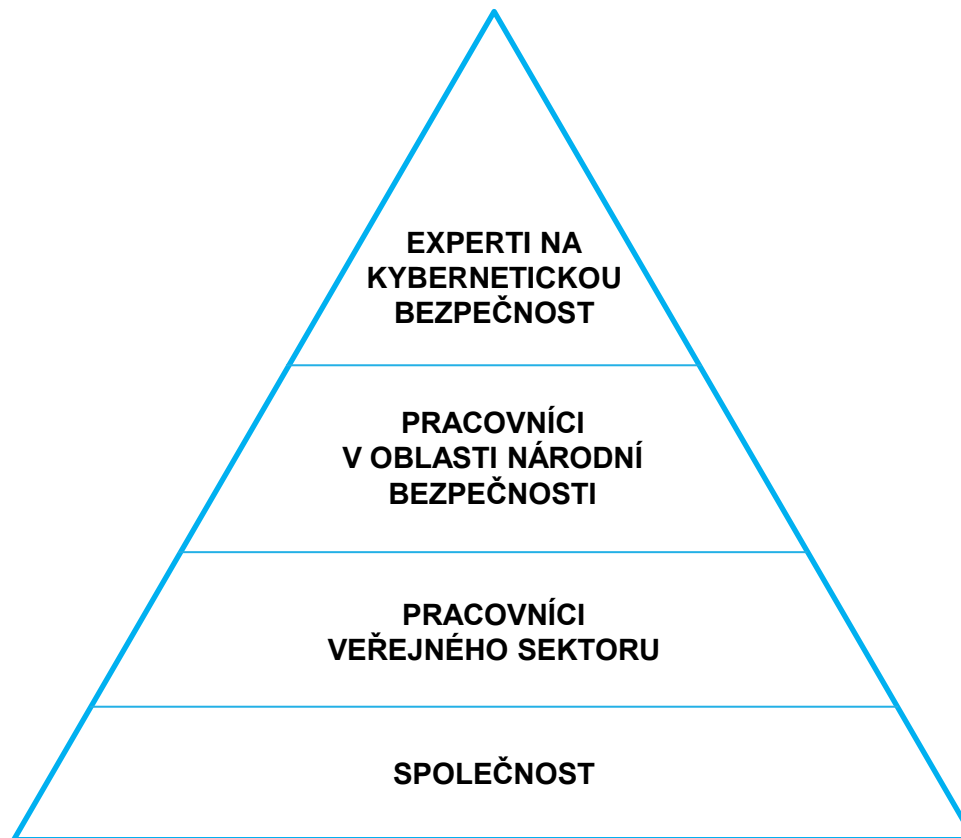 EXPERTI NA
KYBERNETICKOU
BEZPEČNOST
PRACOVNÍCI
V OBLASTI NÁRODNÍ
BEZPEČNOSTI
PRACOVNÍCI
VEŘEJNÉHO SEKTORU
SPOLEČNOST